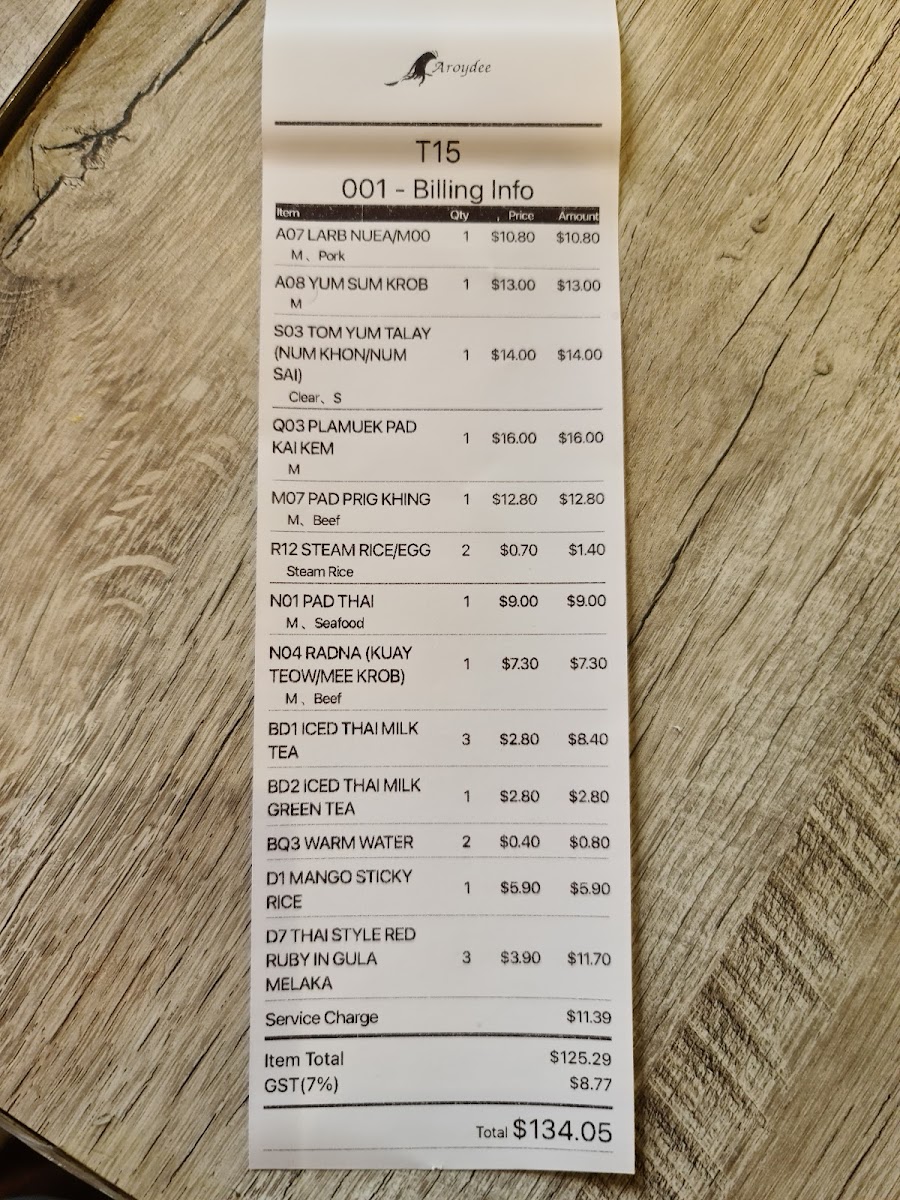 Aroydee
T15
001 - Billing Info
Item Qty Price Amount
A07 LARB NUEA/MOO 1 $10.80 $10.80
M、Pork
A08 YUM SUM KROB 1 $13.00 $13.00
M
S03 TOM YUM TALAY
(NUM KHON/NUM 1 $14.00 $14.00
SAI)
Clear、S
Q03 PLAMUEK PAD
KAI KEM 1 $16.00 $16.00
M
M07 PAD PRIG KHING 1 $12.80 $12.80
M、Beef
R12 STEAM RICE/EGG 2 $0.70 $1.40
Steam Rice
N01 PAD THAI 1 $9.00 $9.00
M、Seafood
N04 RADNA (KUAY
TEOW/MEE KROB) 1 $7.30 $7.30
M、Beef
BD1 ICED THAI MILK
TEA 3 $2.80 $8.40
BD2 ICED THAI MILK
GREEN TEA 1 $2.80 $2.80
BQ3 WARM WATER 2 $0.40 $0.80
D1 MANGO STICKY
RICE 1 $5.90 $5.90
D7 THAI STYLE RED
RUBY IN GULA 3 $3.90 $11.70
MELAKA
Service Charge $11.39
Item Total $125.29
GST(7%) $8.77
Total $134.05